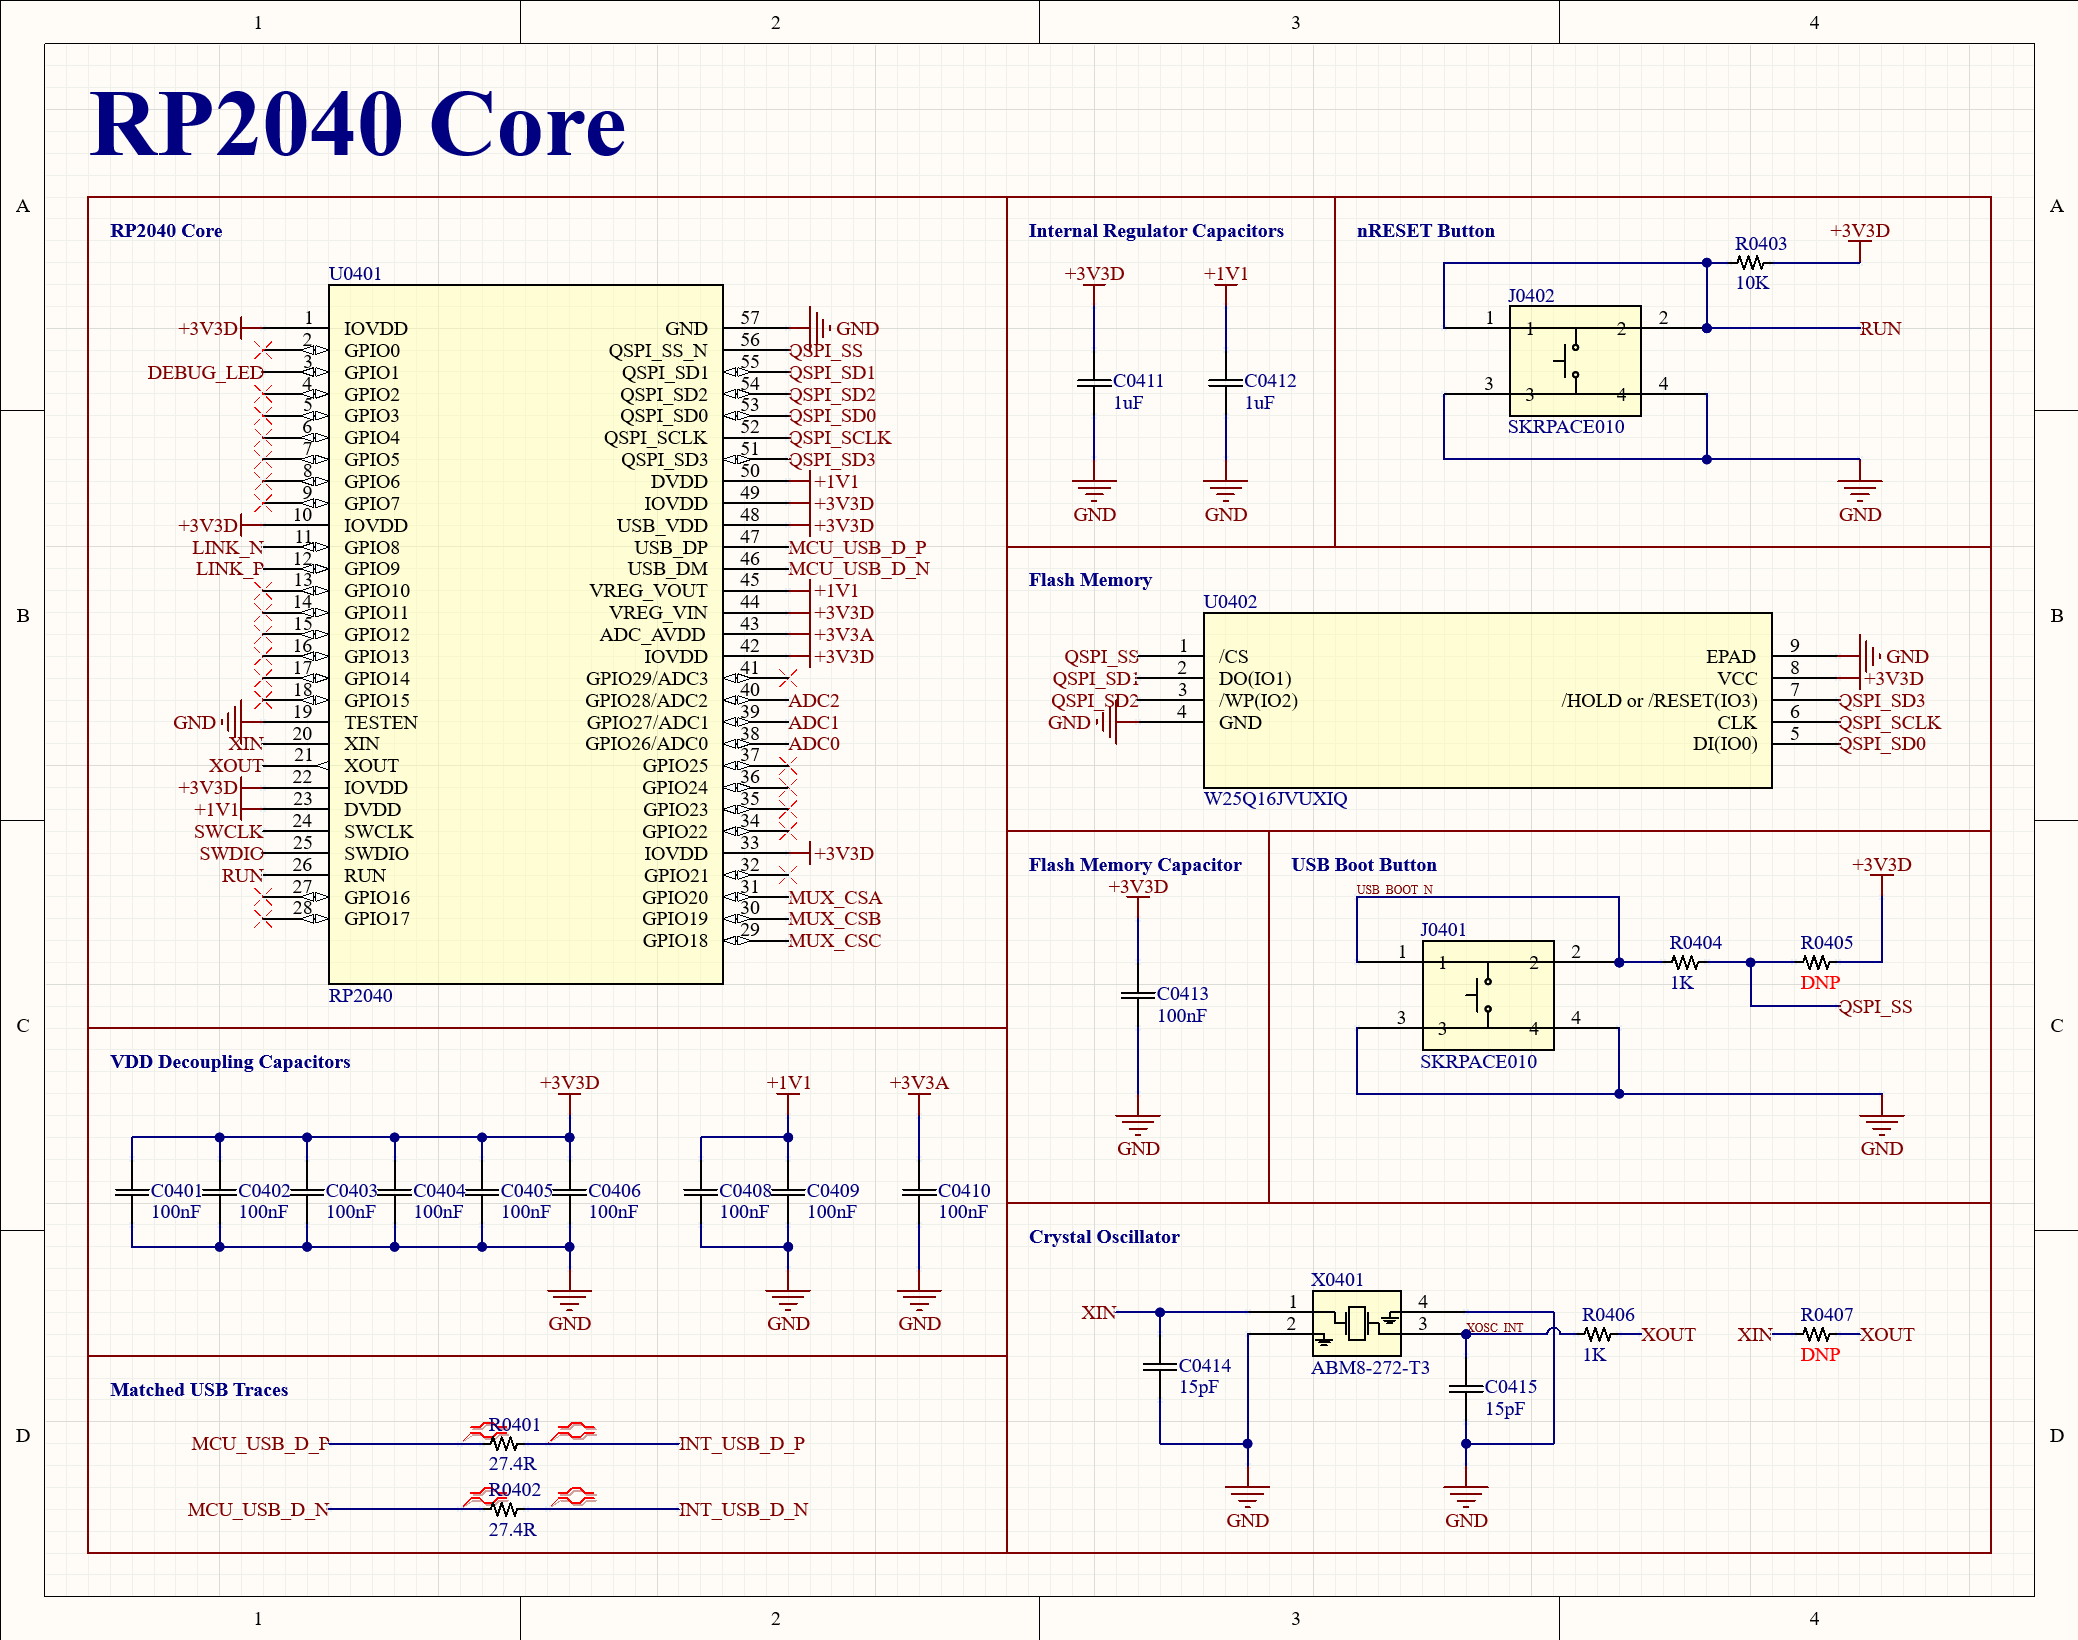 1 2 3 4
RP2040 Core
A A
RP2040 Core
U0401
+3V3D 1 IOVDD
2 GPIO0
DEBUG_LED 3 GPIO1
4 GPIO2
5 GPIO3
6 GPIO4
7 GPIO5
8 GPIO6
9 GPIO7
+3V3D 10 IOVDD
LINK_N 11 GPIO8
LINK_P 12 GPIO9
13 GPIO10
14 GPIO11
15 GPIO12
16 GPIO13
17 GPIO14
18 GPIO15
GND 19 TESTEN
XIN 20 XIN
XOUT 21 XOUT
+3V3D 22 IOVDD
+1V1 23 DVDD
SWCLK 24 SWCLK
SWDIO 25 SWDIO
RUN 26 RUN
27 GPIO16
28 GPIO17
GND 57 GND
QSPI_SS_N 56 QSPI_SS
QSPI_SD1 55 QSPI_SD1
QSPI_SD2 54 QSPI_SD2
QSPI_SD0 53 QSPI_SD0
QSPI_SCLK 52 QSPI_SCLK
QSPI_SD3 51 QSPI_SD3
DVDD 50 +1V1
IOVDD 49 +3V3D
USB_VDD 48 +3V3D
USB_DP 47 MCU_USB_D_P
USB_DM 46 MCU_USB_D_N
VREG_VOUT 45 +1V1
VREG_VIN 44 +3V3D
ADC_AVDD 43 +3V3A
IOVDD 42 +3V3D
GPIO29/ADC3 41
GPIO28/ADC2 40 ADC2
GPIO27/ADC1 39 ADC1
GPIO26/ADC0 38 ADC0
GPIO25 37
GPIO24 36
GPIO23 35
GPIO22 34
IOVDD 33 +3V3D
GPIO21 32
GPIO20 31 MUX_CSA
GPIO19 30 MUX_CSB
GPIO18 29 MUX_CSC
RP2040
Internal Regulator Capacitors
+3V3D +1V1
C0411 C0412
1uF 1uF
GND GND
nRESET Button
+3V3D
R0403
10K
J0402
1 1 2 2
RUN
3 3 4 4
SKRPACE010
GND
B B
Flash Memory
U0402
QSPI_SS 1 /CS EPAD 9 GND
QSPI_SD1 2 DO(IO1) VCC 8 +3V3D
QSPI_SD2 3 /WP(IO2) /HOLD or /RESET(IO3) 7 QSPI_SD3
GND 4 GND CLK 6 QSPI_SCLK
DI(IO0) 5 QSPI_SD0
W25Q16JVUXIQ
Flash Memory Capacitor
+3V3D
C0413
100nF
GND
USB Boot Button
+3V3D
USB_BOOT_N
J0401
1 1 2 2
R0404 R0405
1K DNP
QSPI_SS
3 3 4 4
SKRPACE010
GND
C C
VDD Decoupling Capacitors
+3V3D +1V1 +3V3A
C0401 C0402 C0403 C0404 C0405 C0406 C0408 C0409 C0410
100nF 100nF 100nF 100nF 100nF 100nF 100nF 100nF 100nF
GND GND GND
Crystal Oscillator
X0401
XIN 1 4
2 3 XOSC_INT
R0406 R0407
XOUT XIN XOUT
1K DNP
ABM8-272-T3
C0414
15pF
C0415
15pF
GND GND
D D
Matched USB Traces
R0401
MCU_USB_D_P INT_USB_D_P
27.4R
R0402
MCU_USB_D_N INT_USB_D_N
27.4R
1 2 3 4